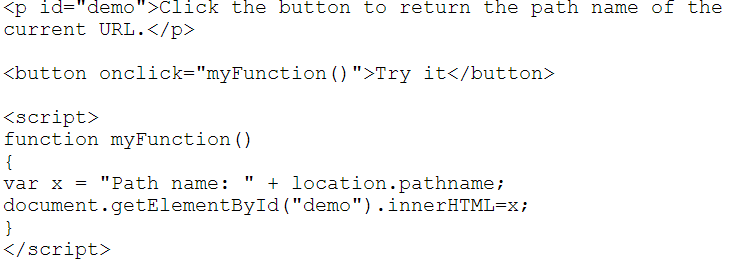 <p id="demo">Click the button to return the path name of the
current URL.</p>
<button onclick="myFunction()">Try it</button>
<script>
function myFunction()
{
var x = "Path name: " + location.pathname;
document.getElementById("demo").innerHTML=x;
}
</script>